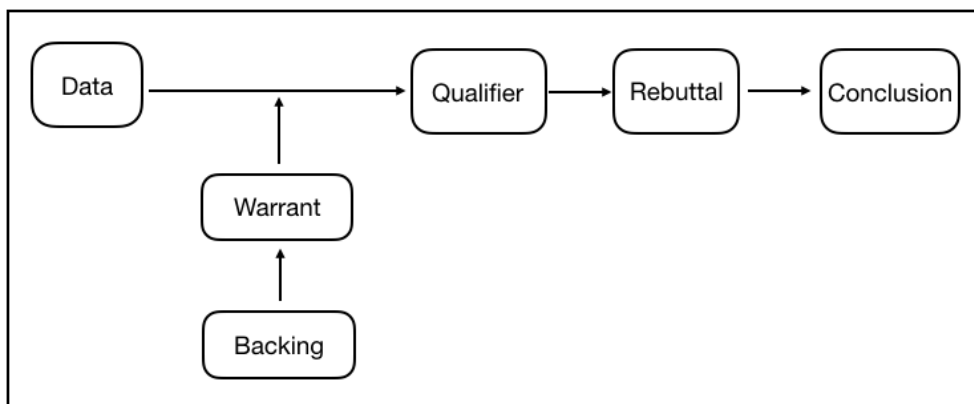 Data
Qualifier
Rebuttal
Conclusion
Warrant
Backing